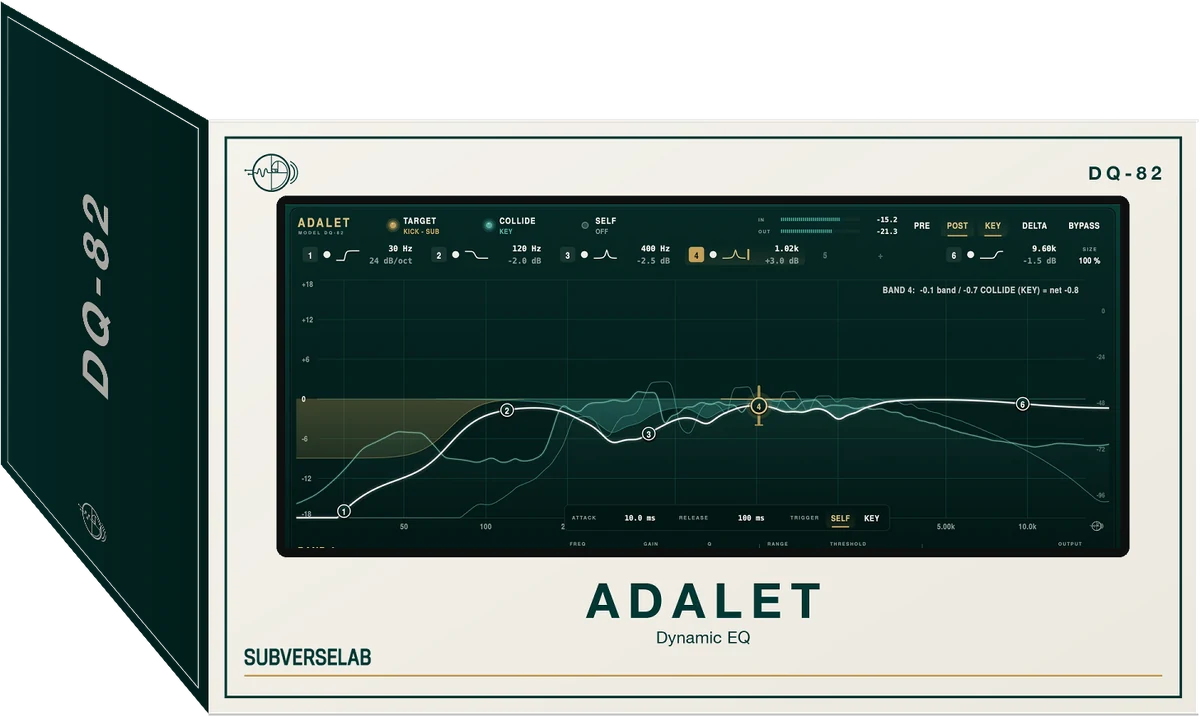 DQ-82
DQ-82
ADALET
MODEL DQ-82
TARGET
KICK - SUB
COLLIDE
KEY
SELF
OFF
IN
OUT
-15.2
-21.3
PRE POST KEY DELTA BYPASS
1 30 Hz
24 dB/oct
2 120 Hz
-2.0 dB
3 400 Hz
-2.5 dB
4 1.02k
+3.0 dB
5 +
6 9.60k
-1.5 dB
SIZE
100 %
BAND 4: -0.1 band / -0.7 COLLIDE (KEY) = net -0.8
+18
+12
+6
0
-6
-12
-18
0
-24
-48
-72
-96
1 2 3 4 6
50 100 2 5.00k 10.0k
ATTACK 10.0 ms RELEASE 100 ms TRIGGER SELF KEY
FREQ GAIN Q RANGE THRESHOLD OUTPUT
ADALET
Dynamic EQ
SUBVERSELAB